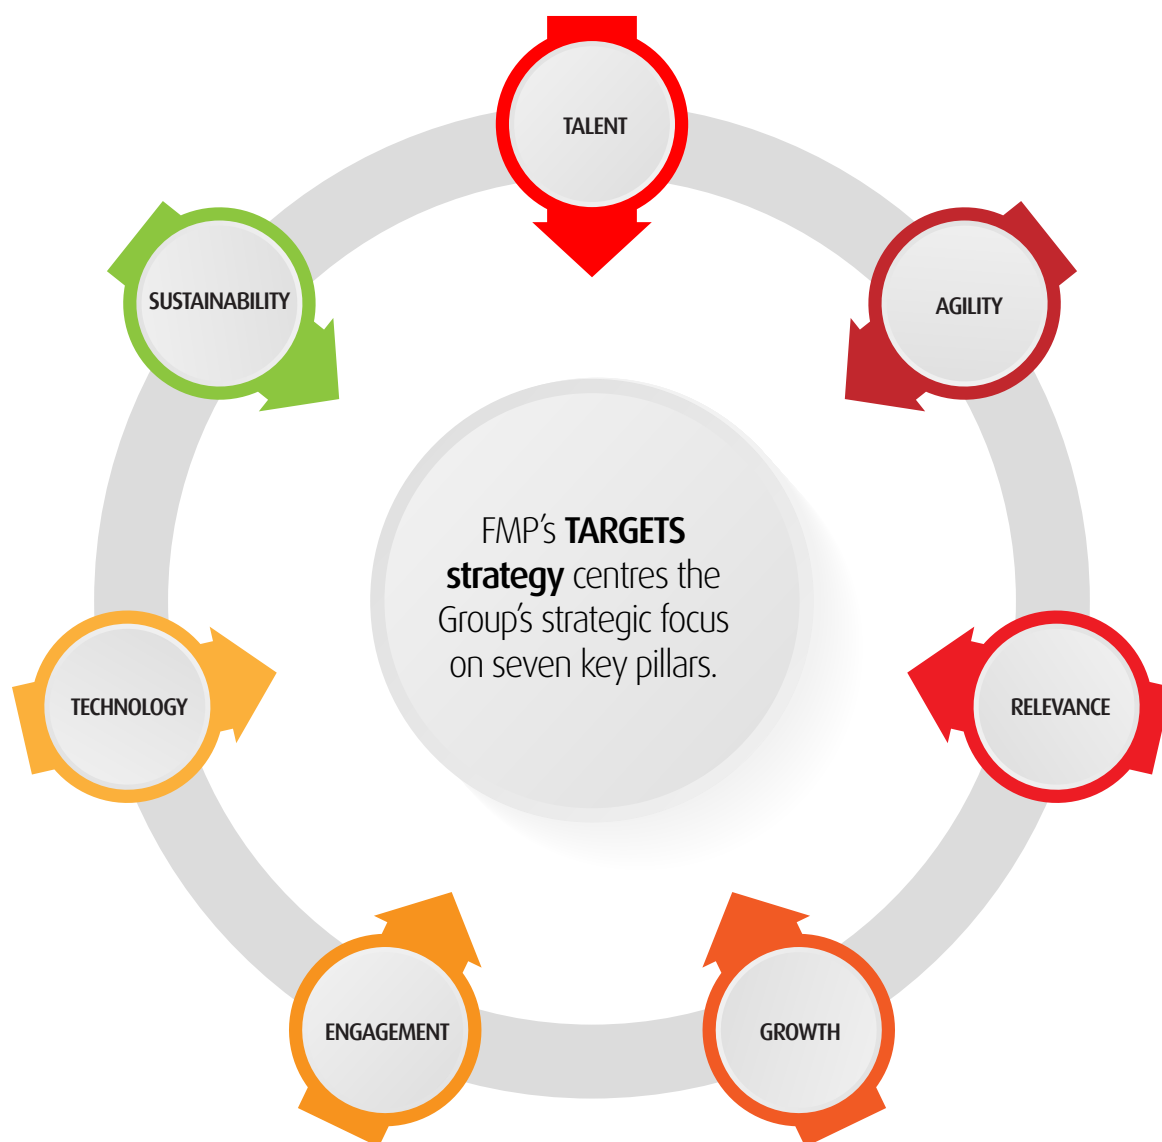 TALENT
AGILITY
RELEVANCE
GROWTH
ENGAGEMENT
TECHNOLOGY
SUSTAINABILITY
FMP's TARGETS
strategy centres the
Group's strategic focus
on seven key pillars.